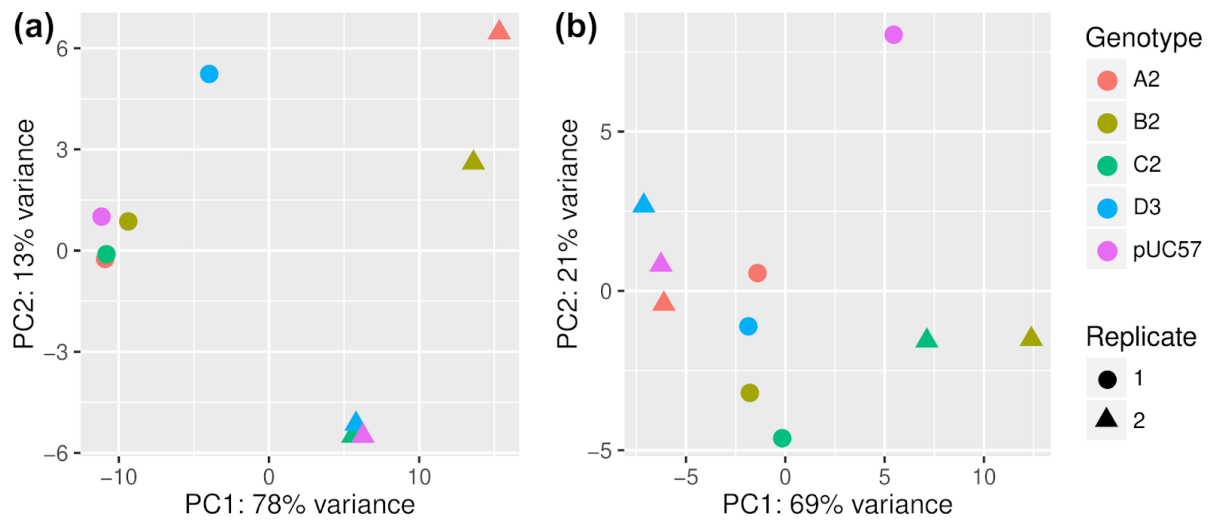 (a)
6
3
0
−3
−6
PC2: 13% variance
−10
0
10
PC1: 78% variance
(b)
5
0
−5
PC2: 21% variance
−5
0
5
10
PC1: 69% variance
Genotype
A2
B2
C2
D3
pUC57
Replicate
1
2